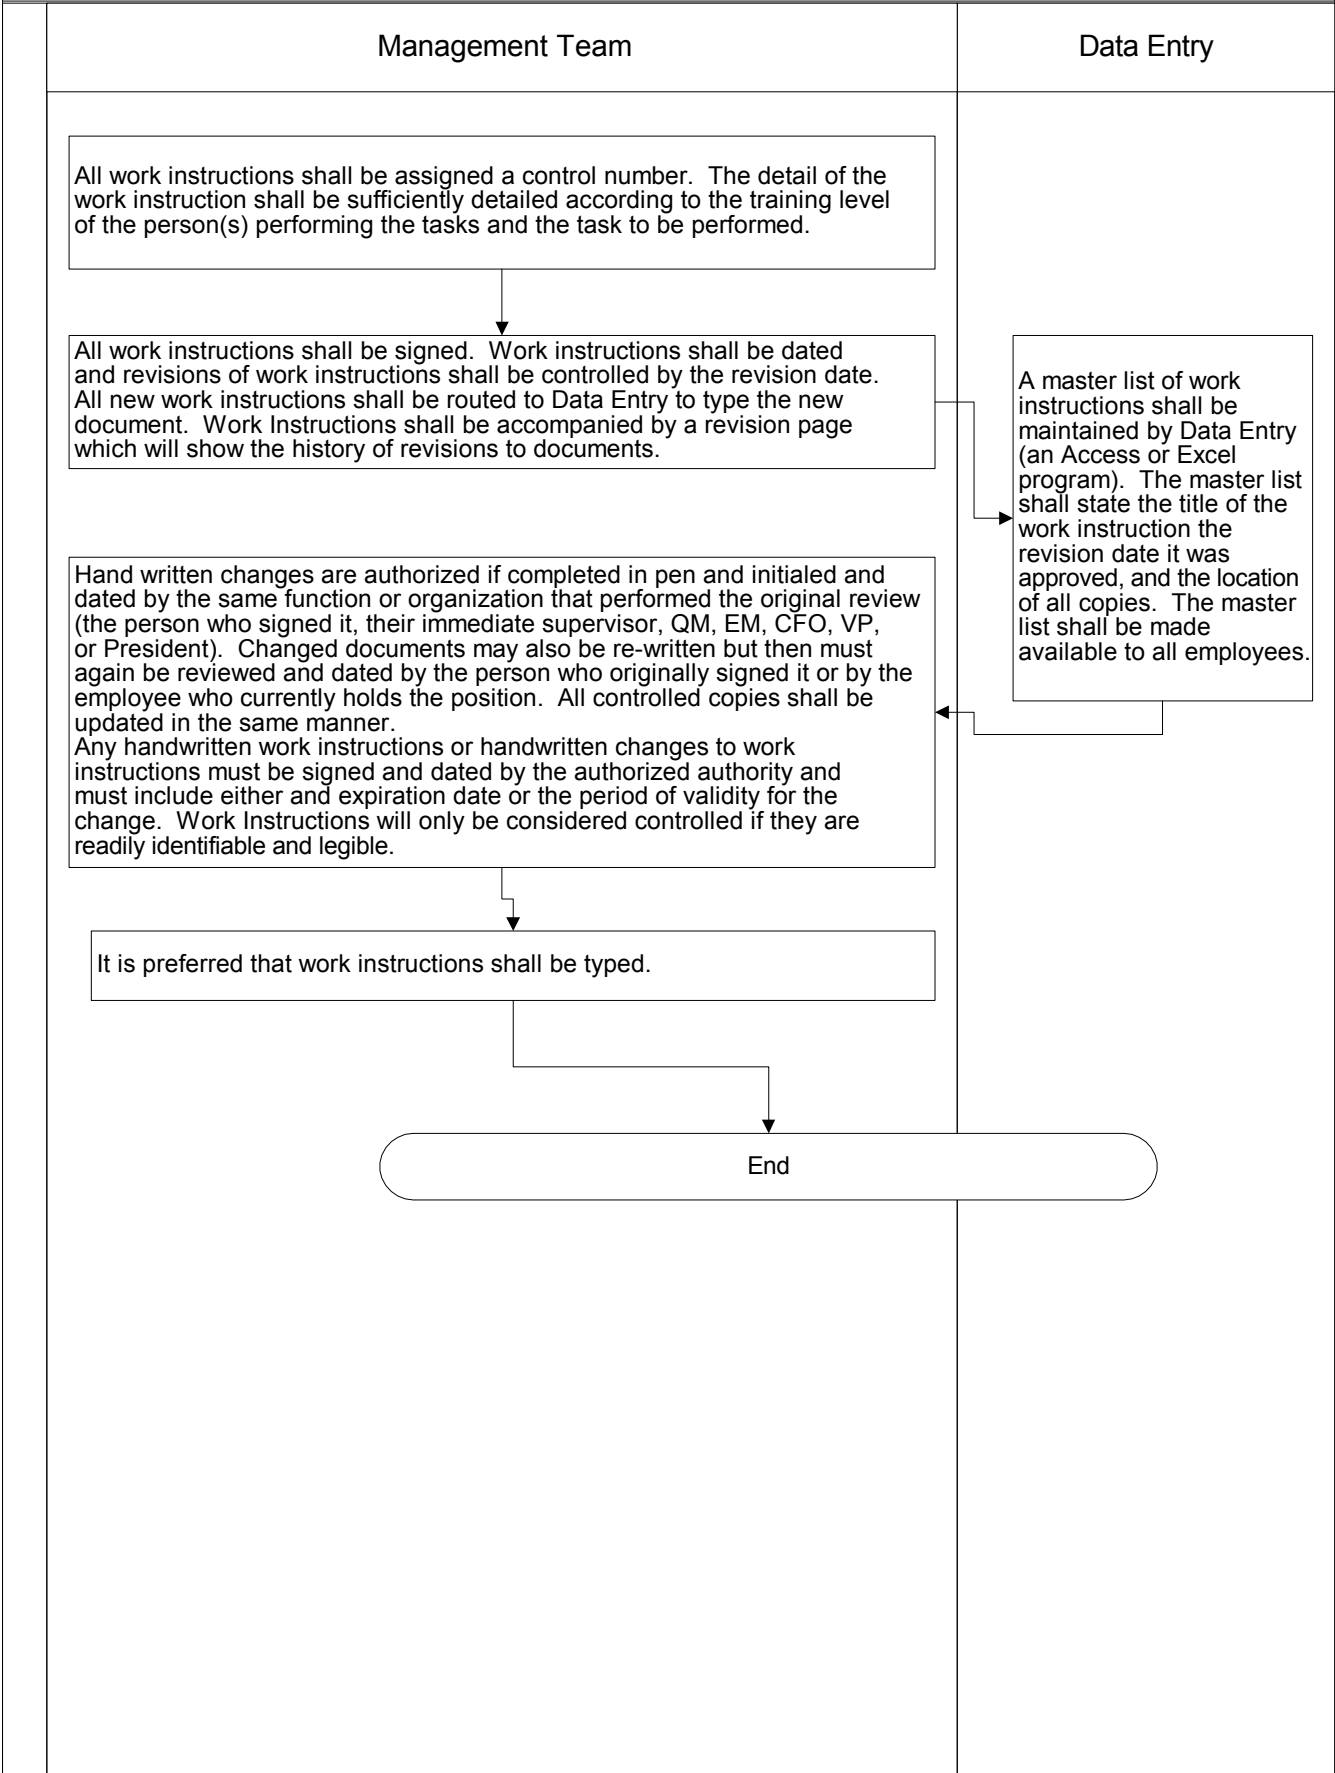 Management Team
Data Entry
All work instructions shall be assigned a control number.  The detail of the
work instruction shall be sufficiently detailed according to the training level
of the person(s) performing the tasks and the task to be performed.
All work instructions shall be signed.  Work instructions shall be dated
and revisions of work instructions shall be controlled by the revision date.
All new work instructions shall be routed to Data Entry to type the new
document.  Work Instructions shall be accompanied by a revision page
which will show the history of revisions to documents.
A master list of work
instructions shall be
maintained by Data Entry
(an Access or Excel
program).  The master list
shall state the title of the
work instruction the
revision date it was
approved, and the location
of all copies.  The master
list shall be made
available to all employees.
Hand written changes are authorized if completed in pen and initialed and
dated by the same function or organization that performed the original review
(the person who signed it, their immediate supervisor, QM, EM, CFO, VP,
or President).  Changed documents may also be re-written but then must
again be reviewed and dated by the person who originally signed it or by the
employee who currently holds the position.  All controlled copies shall be
updated in the same manner.
Any handwritten work instructions or handwritten changes to work
instructions must be signed and dated by the authorized authority and
must include either and expiration date or the period of validity for the
change.  Work Instructions will only be considered controlled if they are
readily identifiable and legible.
It is preferred that work instructions shall be typed.
End